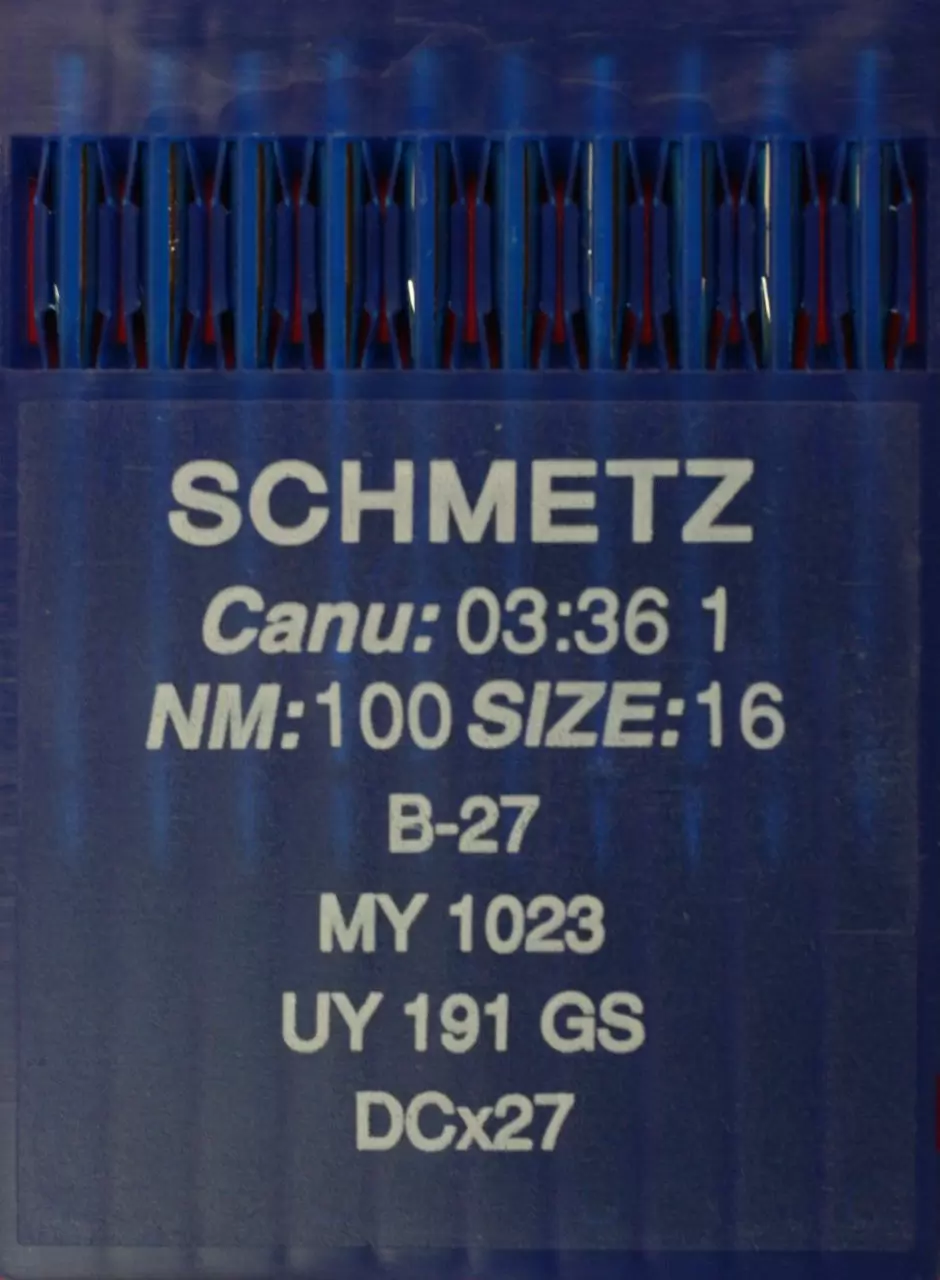 SCHMETZ
Canu: 03:36 1
NM:100 SIZE:16
B-27
MY 1023
UY 191 GS
DCx27